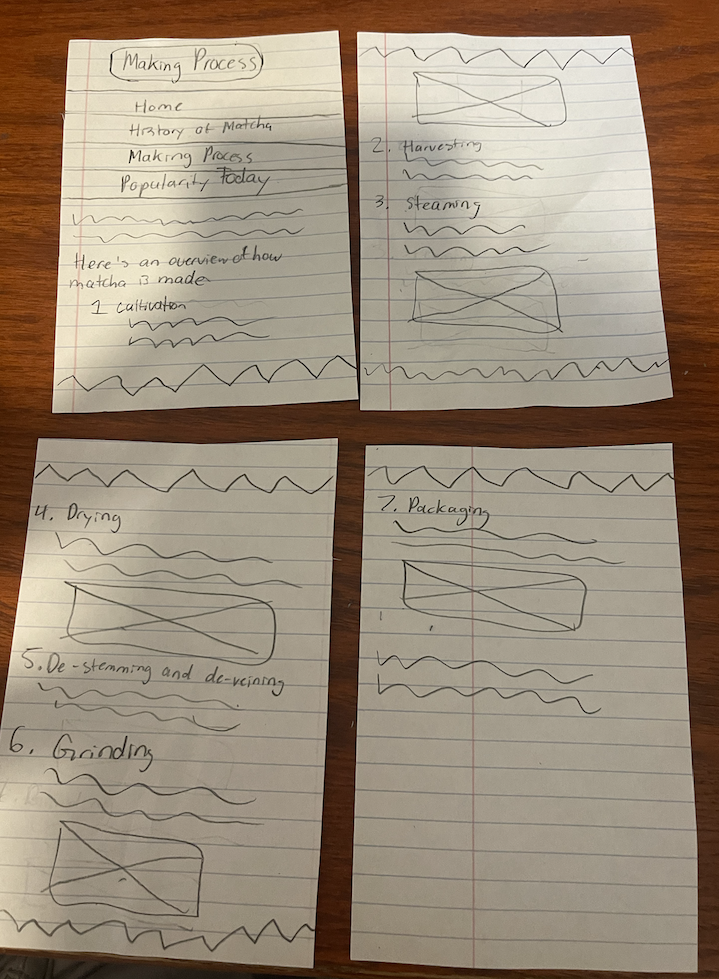 Making Process
Home
History of Matcha
Making Process
Popularity Today
Here's an overview of how
matcha is made
1 Cultivation
2. Harvesting
3. Steaming
4. Drying
5. De-stemming and de-veining
6. Grinding
7. Packaging